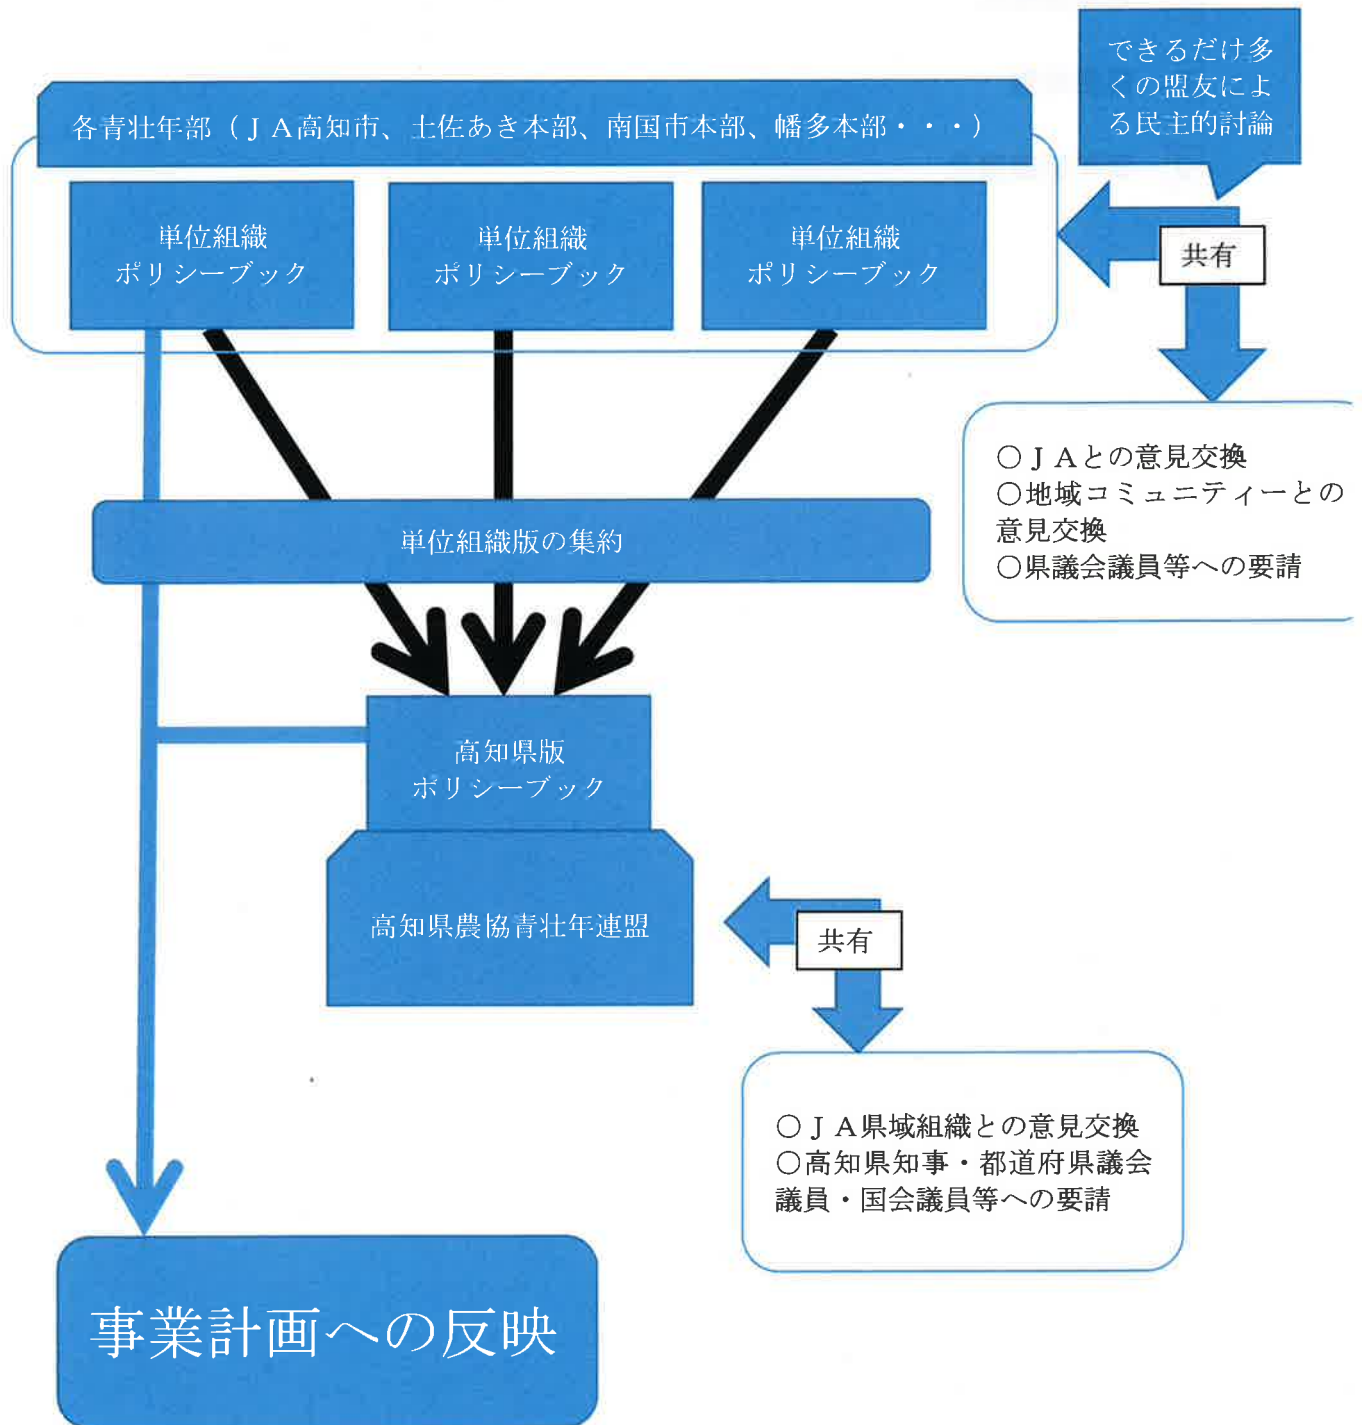 できるだけ多
くの盟友によ
る民主的討論
各青壮年部（ＪＡ高知市、土佐あき本部、南国市本部、幡多本部・・・）
単位組織
ポリシーブック
単位組織
ポリシーブック
単位組織
ポリシーブック
共有
○ＪＡとの意見交換
○地域コミュニティーとの
意見交換
○県議会議員等への要請
単位組織版の集約
高知県版
ポリシーブック
高知県農協青壮年連盟
共有
○ＪＡ県域組織との意見交換
○高知県知事・都道府県議会
議員・国会議員等への要請
事業計画への反映